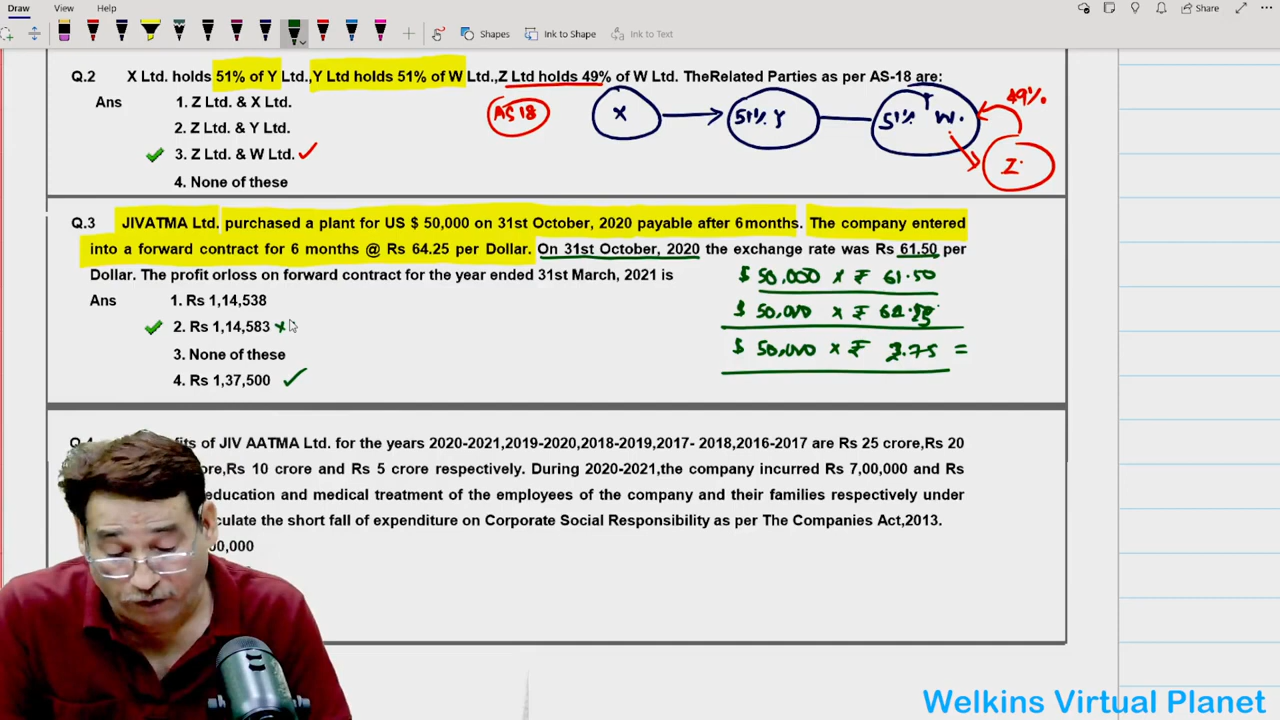 Draw View Help
Share
Shapes Ink to Shape Ink to Text
Q.2 X Ltd. holds 51% of Y Ltd.,Y Ltd holds 51% of W Ltd.,Z Ltd holds 49% of W Ltd. TheRelated Parties as per AS-18 are:
Ans 1. Z Ltd. & X Ltd.
2. Z Ltd. & Y Ltd.
3. Z Ltd. & W Ltd.
4. None of these
AS 18 X 51% Y 51% W. 49%
Z
Q.3 JIVATMA Ltd. purchased a plant for US $ 50,000 on 31st October, 2020 payable after 6 months. The company entered
into a forward contract for 6 months @ Rs 64.25 per Dollar. On 31st October, 2020 the exchange rate was Rs 61.50 per
Dollar. The profit orloss on forward contract for the year ended 31st March, 2021 is
Ans 1. Rs 1,14,538
2. Rs 1,14,583
3. None of these
4. Rs 1,37,500
$ 50,000 × ₹ 61.50
$ 50,000 × ₹
$ 50,000 × ₹ =
fits of JIV AATMA Ltd. for the years 2020-2021,2019-2020,2018-2019,2017- 2018,2016-2017 are Rs 25 crore,Rs 20
ore,Rs 10 crore and Rs 5 crore respectively. During 2020-2021,the company incurred Rs 7,00,000 and Rs
education and medical treatment of the employees of the company and their families respectively under
culate the short fall of expenditure on Corporate Social Responsibility as per The Companies Act,2013.
00,000
Welkins Virtual Planet